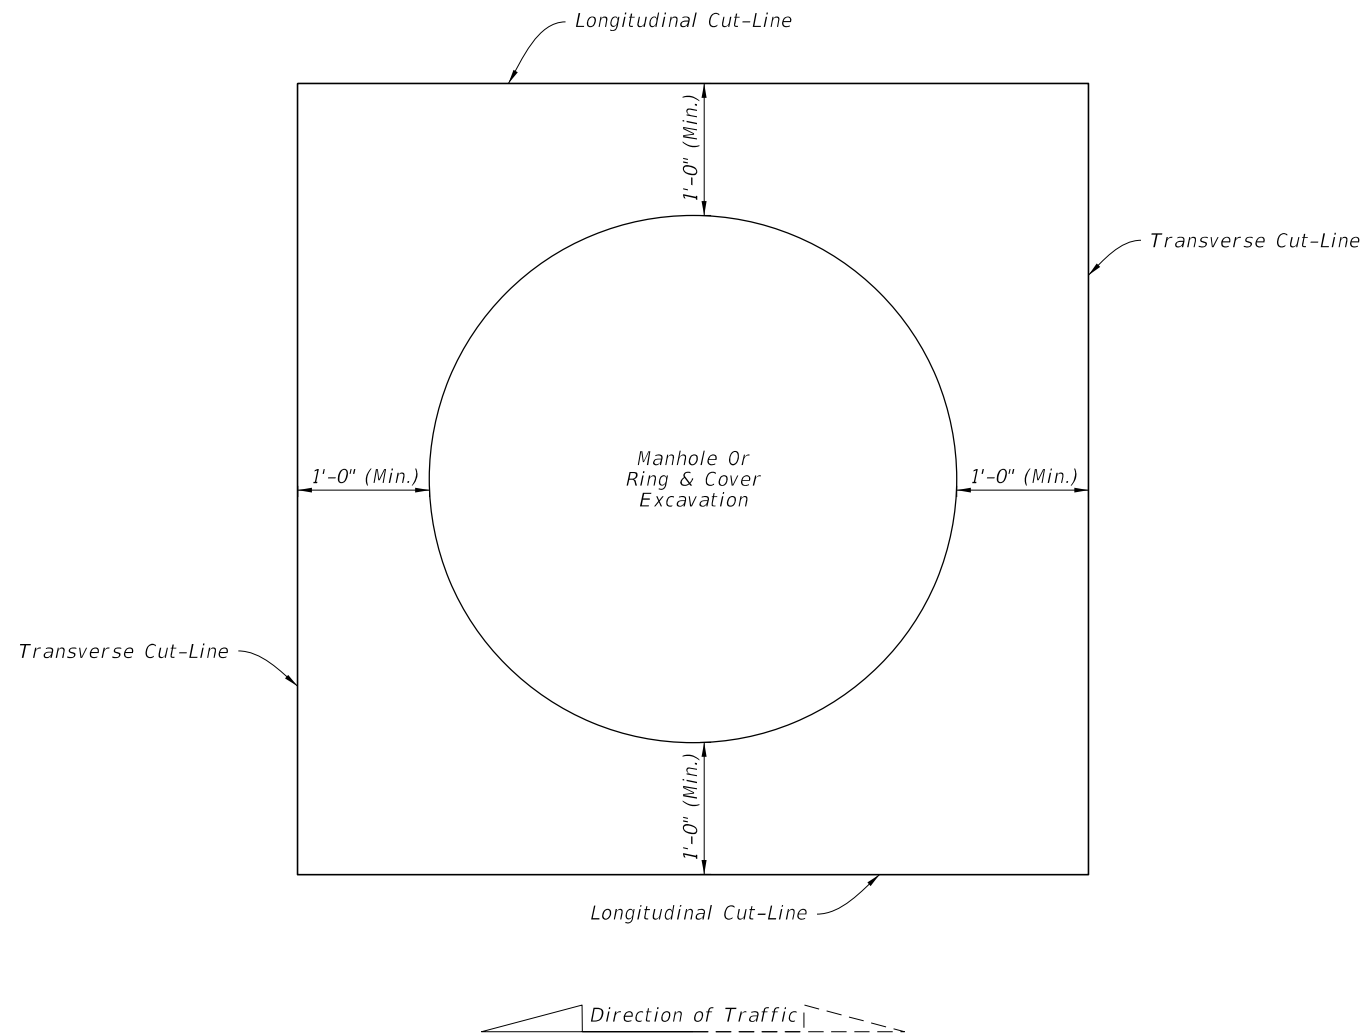 Longitudinal Cut-Line
1'-0" (Min.)
Transverse Cut-Line
Manhole Or
Ring & Cover
Excavation
1'-0" (Min.)
1'-0" (Min.)
Transverse Cut-Line
1'-0" (Min.)
Longitudinal Cut-Line
Direction of Traffic